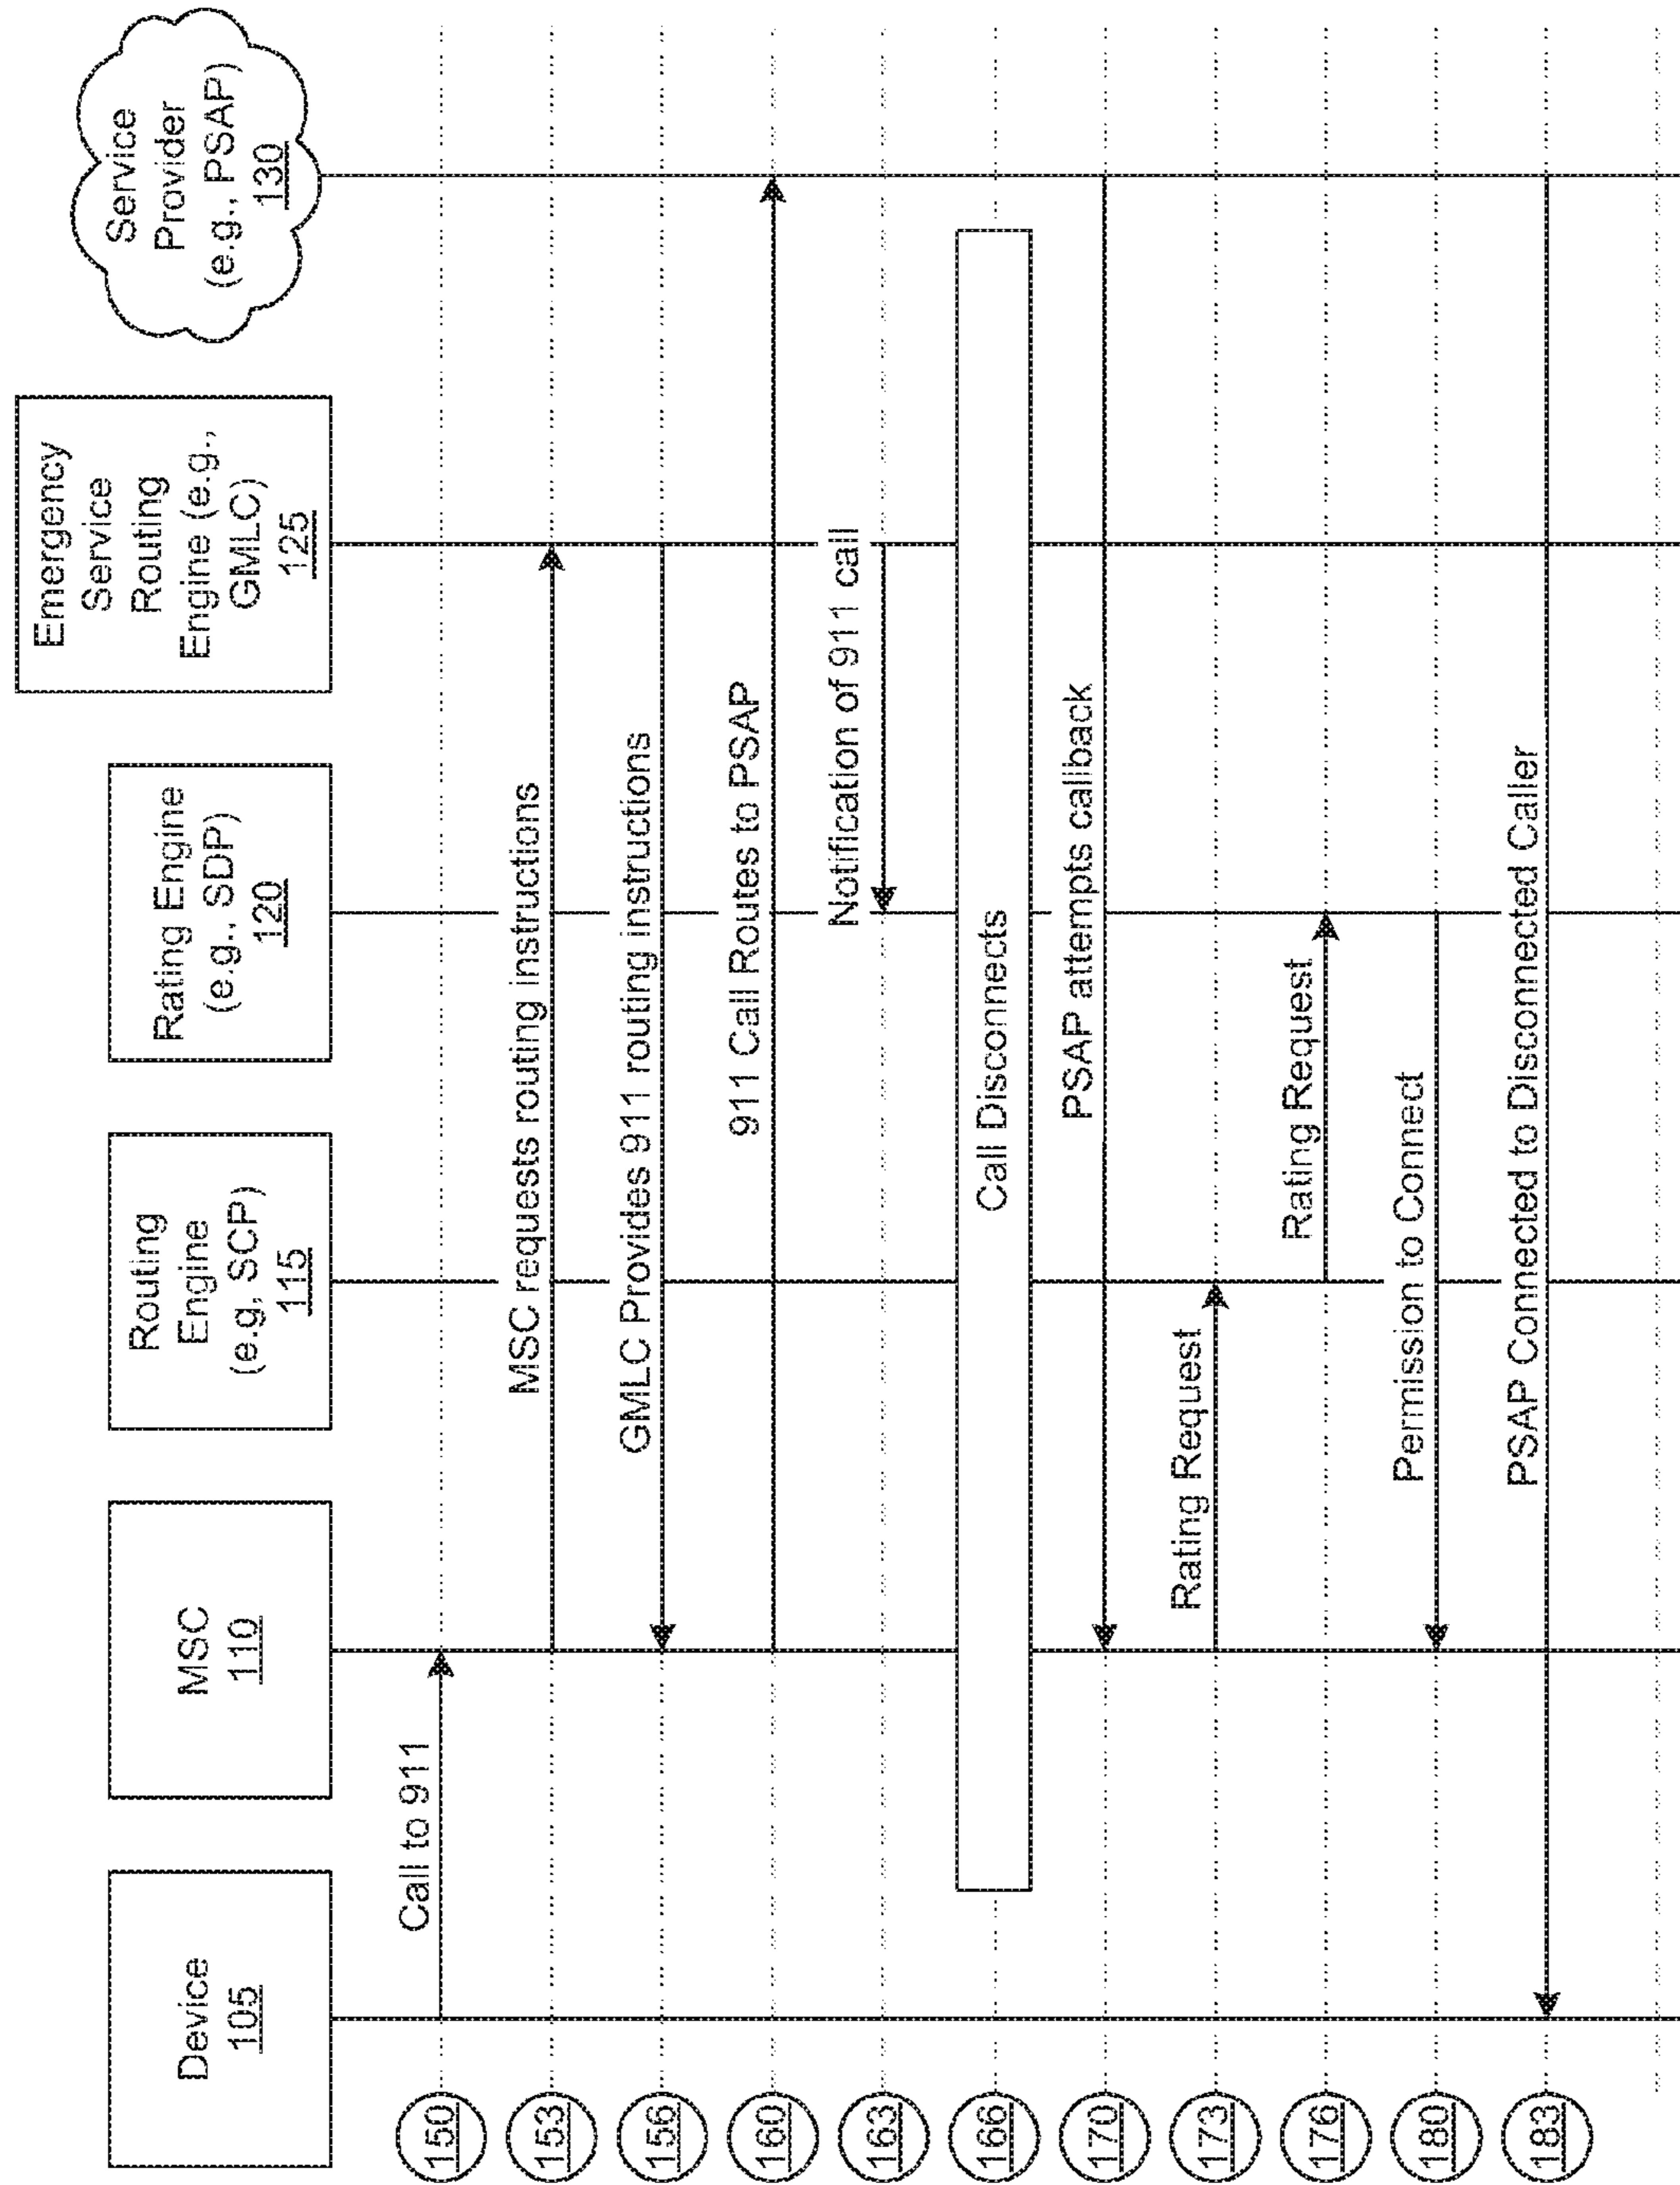 Device
105
MSC
110
Routing
Engine
(e.g, SCP)
115
Rating Engine
(e.g., SDP)
120
Emergency
Service
Routing
Engine (e.g.,
GMLC)
125
Service
Provider
(e.g., PSAP)
130
150
Call to 911
153
MSC requests routing instructions
156
GMLC Provides 911 routing instructions
160
911 Call Routes to PSAP
163
Notification of 911 call
166
Call Disconnects
170
PSAP attempts callback
173
Rating Request
176
Rating Request
180
Permission to Connect
183
PSAP Connected to Disconnected Caller